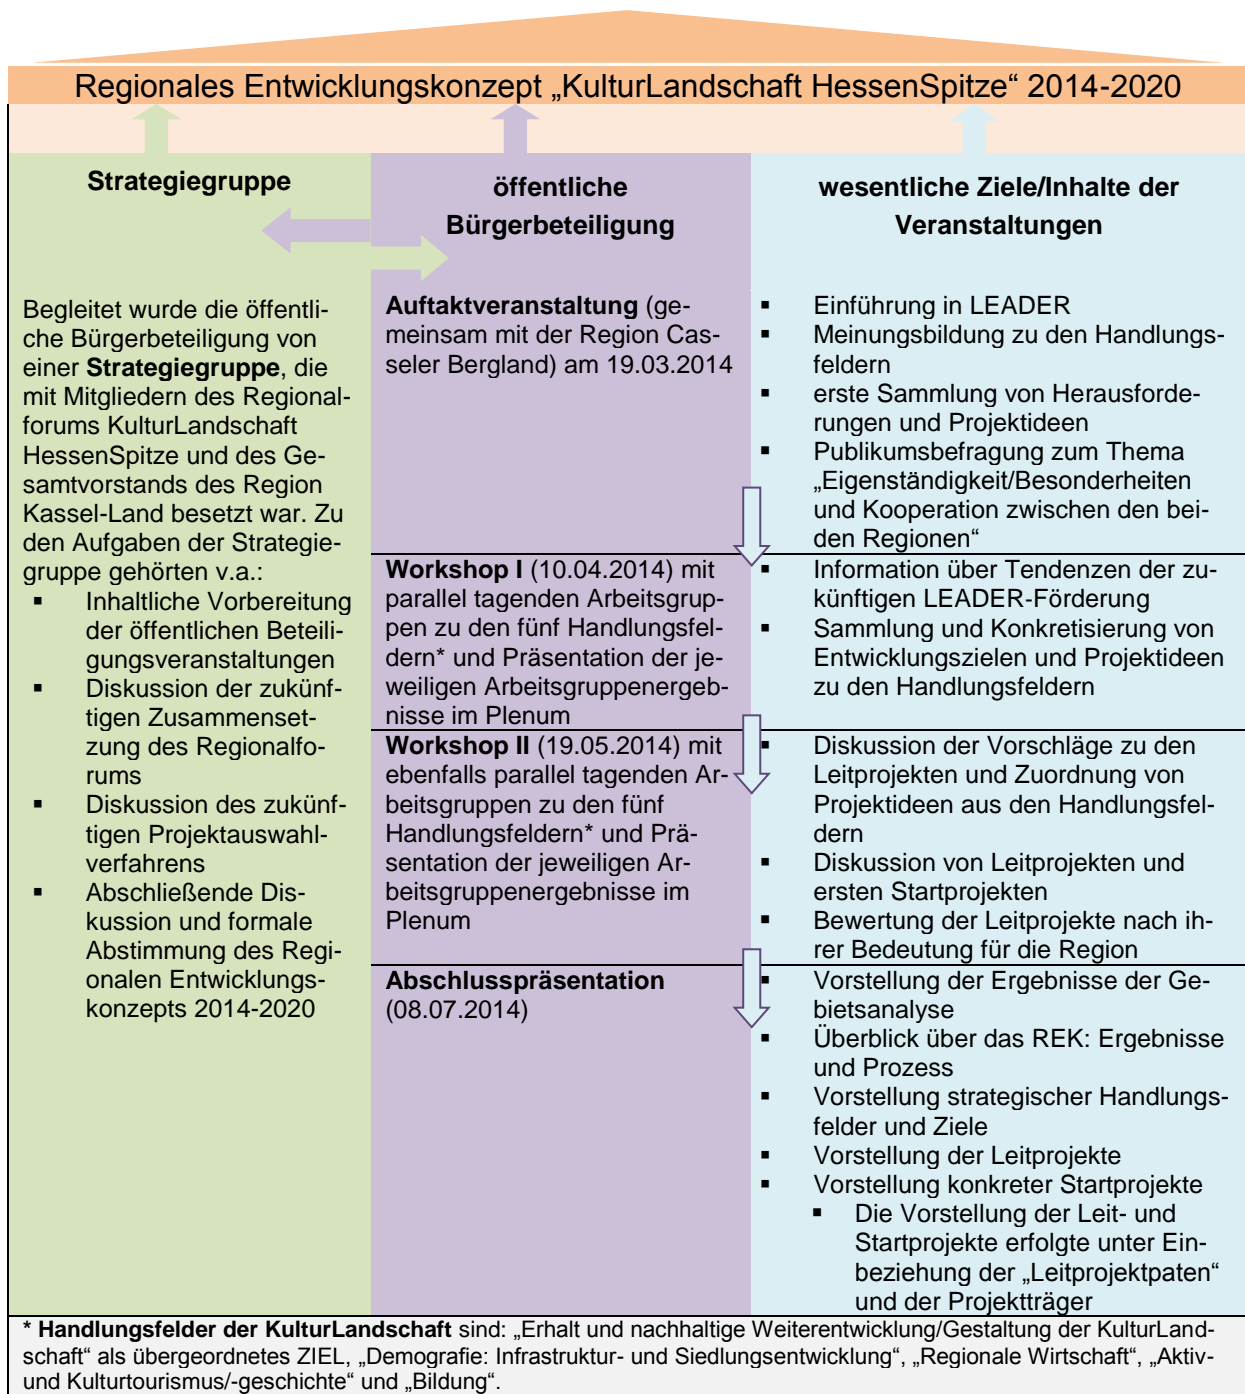 Regionales Entwicklungskonzept „KulturLandschaft HessenSpitze“ 2014-2020
Strategiegruppe
Begleitet wurde die öffentli-
che Bürgerbeteiligung von
einer Strategiegruppe, die
mit Mitgliedern des Regional-
forums KulturLandschaft
HessenSpitze und des Ge-
samtvorstands des Region
Kassel-Land besetzt war. Zu
den Aufgaben der Strategie-
gruppe gehörten v.a.:
▪ Inhaltliche Vorbereitung
der öffentlichen Beteili-
gungsveranstaltungen
▪ Diskussion der zukünf-
tigen Zusammenset-
zung des Regionalfo-
rums
▪ Diskussion des zukünf-
tigen Projektauswahl-
verfahrens
▪ Abschließende Dis-
kussion und formale
Abstimmung des Regi-
onalen Entwicklungs-
konzepts 2014-2020
öffentliche
Bürgerbeteiligung
wesentliche Ziele/Inhalte der
Veranstaltungen
Auftaktveranstaltung (ge-
meinsam mit der Region Cas-
seler Bergland) am 19.03.2014
▪ Einführung in LEADER
▪ Meinungsbildung zu den Handlungs-
feldern
▪ erste Sammlung von Herausforde-
rungen und Projektideen
▪ Publikumsbefragung zum Thema
„Eigenständigkeit/Besonderheiten
und Kooperation zwischen den bei-
den Regionen“
Workshop I (10.04.2014) mit
parallel tagenden Arbeitsgrup-
pen zu den fünf Handlungsfel-
dern* und Präsentation der je-
weiligen Arbeitsgruppenergeb-
nisse im Plenum
▪ Information über Tendenzen der zu-
künftigen LEADER-Förderung
▪ Sammlung und Konkretisierung von
Entwicklungszielen und Projektideen
zu den Handlungsfeldern
Workshop II (19.05.2014) mit
ebenfalls parallel tagenden Ar-
beitsgruppen zu den fünf
Handlungsfeldern* und Prä-
sentation der jeweiligen Ar-
beitsgruppenergebnisse im
Plenum
▪ Diskussion der Vorschläge zu den
Leitprojekten und Zuordnung von
Projektideen aus den Handlungsfel-
dern
▪ Diskussion von Leitprojekten und
ersten Startprojekten
▪ Bewertung der Leitprojekte nach ih-
rer Bedeutung für die Region
Abschlusspräsentation
(08.07.2014)
▪ Vorstellung der Ergebnisse der Ge-
bietsanalyse
▪ Überblick über das REK: Ergebnisse
und Prozess
▪ Vorstellung strategischer Handlungs-
felder und Ziele
▪ Vorstellung der Leitprojekte
▪ Vorstellung konkreter Startprojekte
▪ Die Vorstellung der Leit- und
Startprojekte erfolgte unter Ein-
beziehung der „Leitprojektpaten“
und der Projektträger
* Handlungsfelder der KulturLandschaft sind: „Erhalt und nachhaltige Weiterentwicklung/Gestaltung der KulturLand-
schaft“ als übergeordnetes ZIEL, „Demografie: Infrastruktur- und Siedlungsentwicklung“, „Regionale Wirtschaft“, „Aktiv-
und Kulturtourismus/-geschichte“ und „Bildung“.